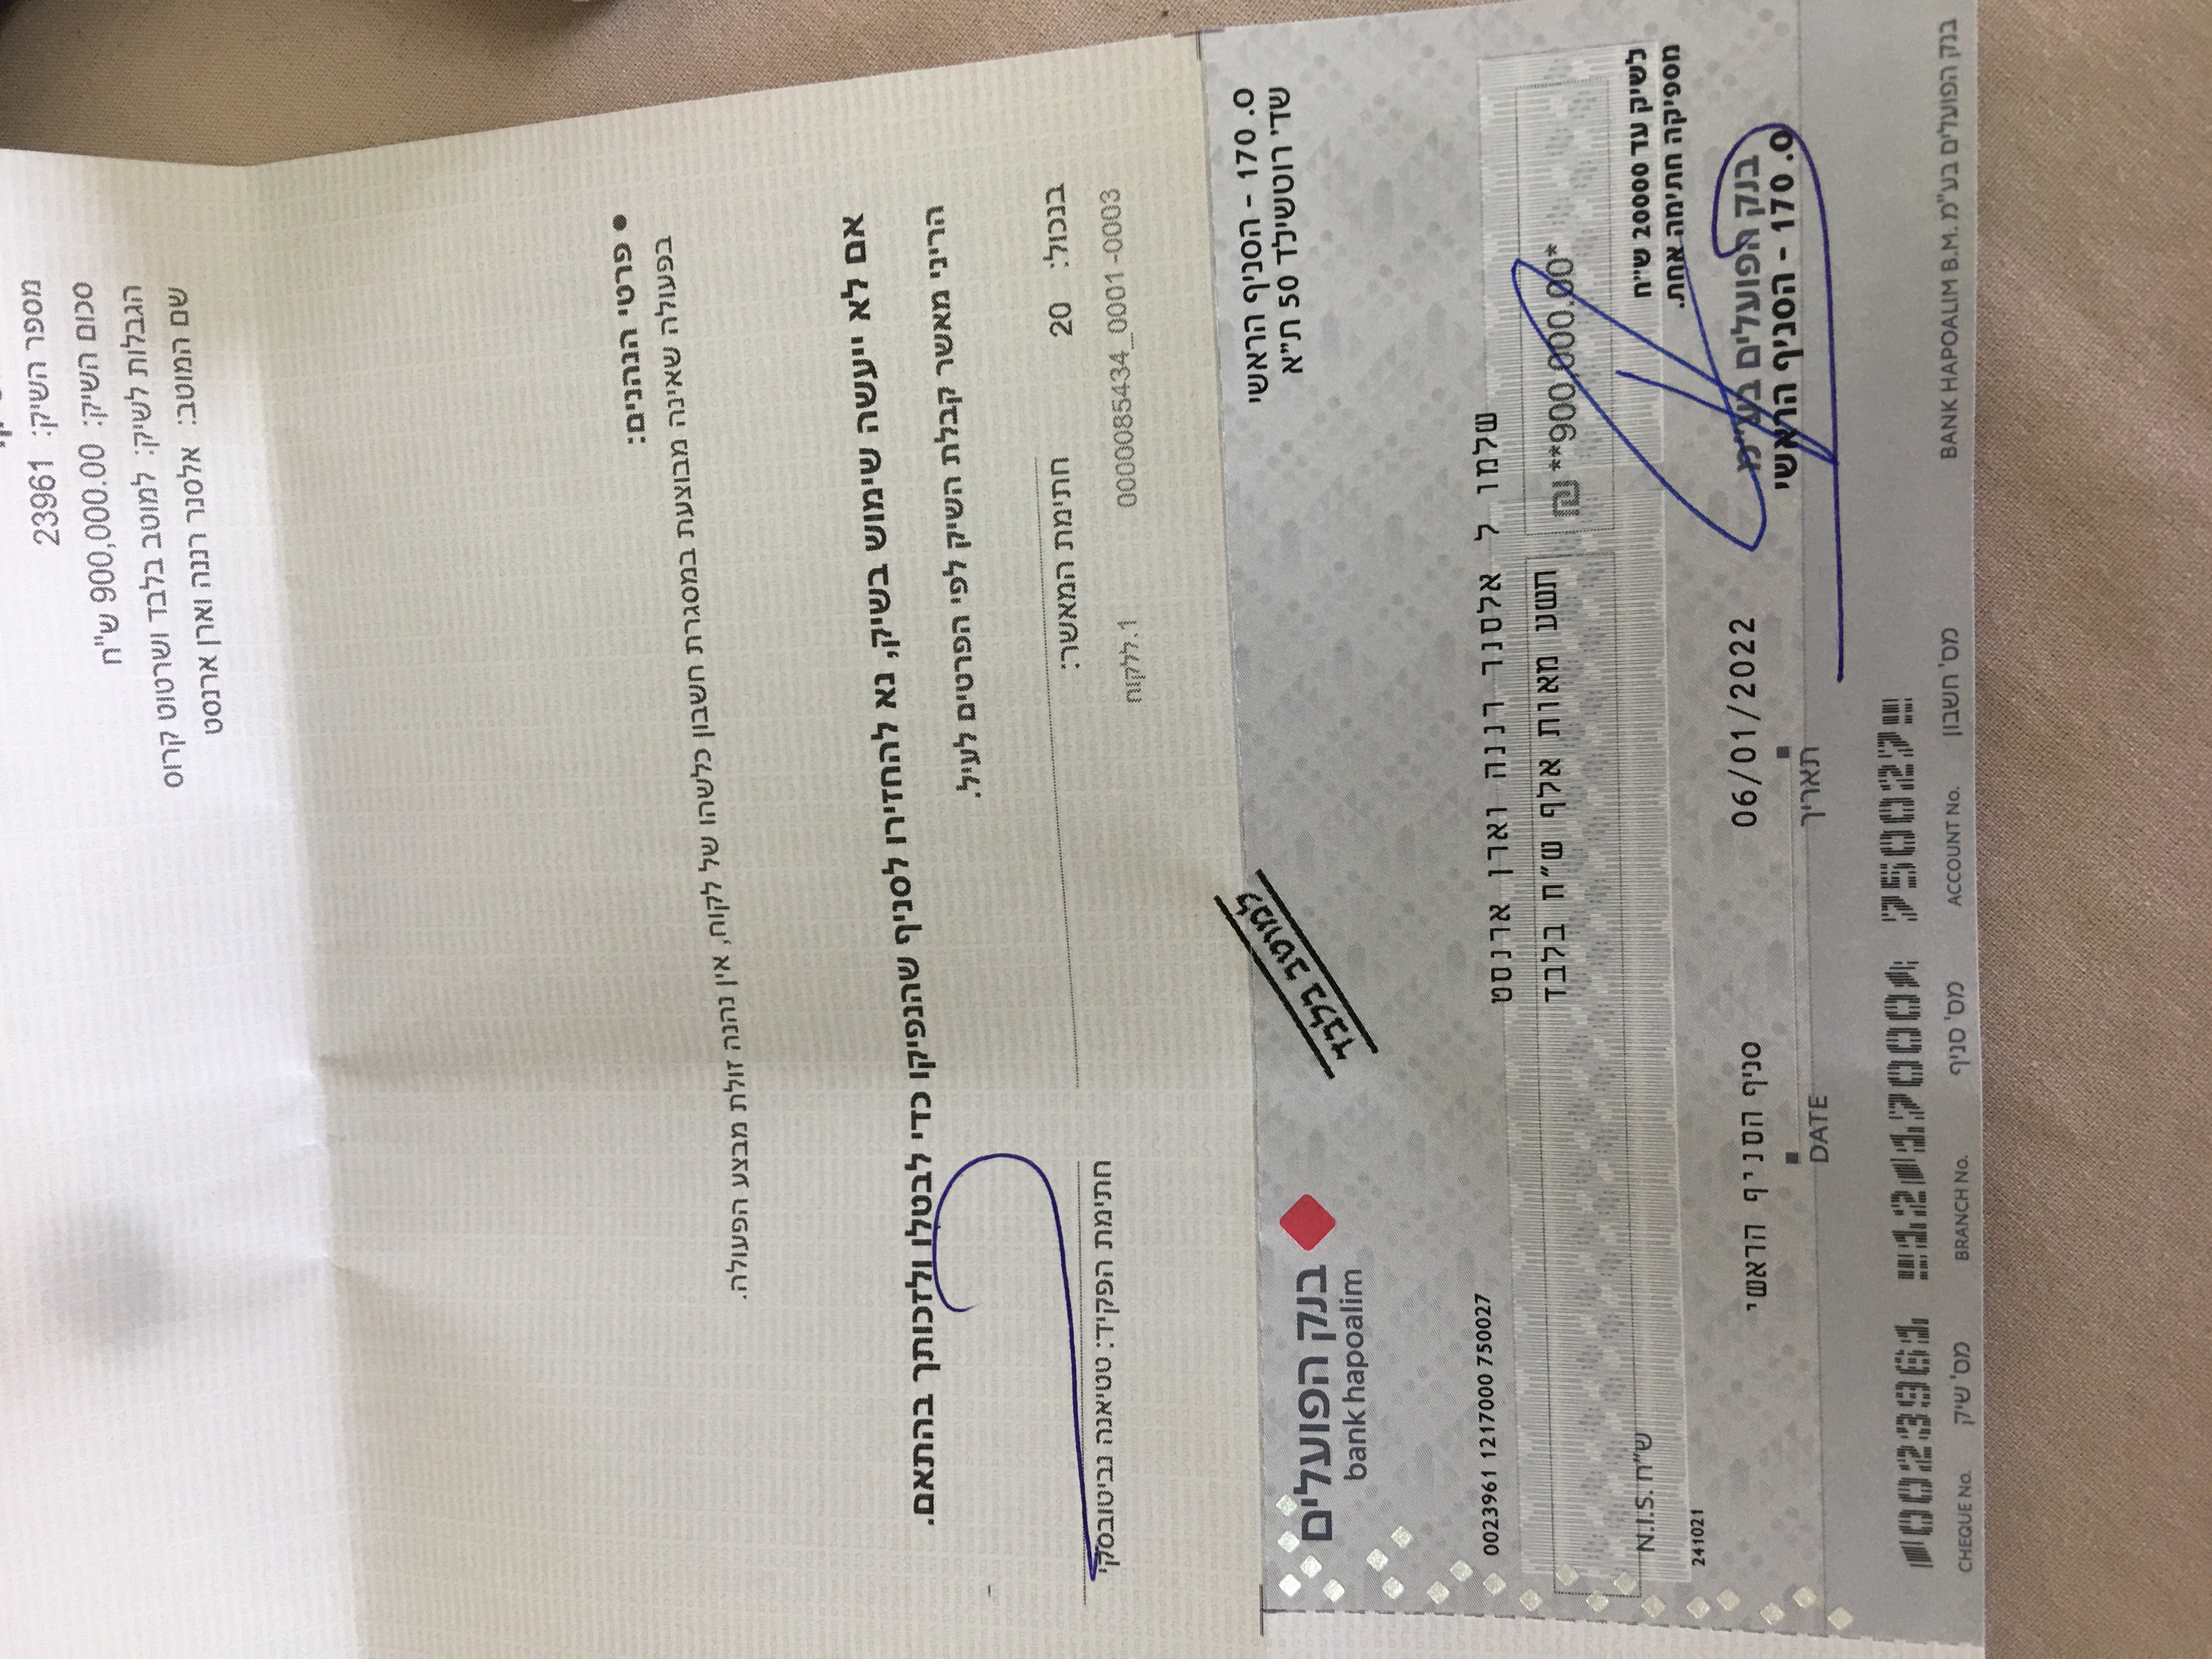 מספר השיק: 23961
סכום השיק: 900,000.00 ש"ח
הגבלות לשיק: למוטב בלבד ושרטוט קרוס
שם המוטב: אלסנר רננה וארן ארנסט
• פרטי הנהנים:
בפעולה שאינה מבוצעת במסגרת חשבון כלשהו של לקוח, אין נהנה זולת מבצע הפעולה.
אם לא ייעשה שימוש בשיק, נא להחזירו לסניף שהנפיקו כדי לבטלו ולזכותך בהתאם.
הריני מאשר קבלת השיק לפי הפרטים לעיל.
בנכול: 20 חתימת המאשר: חתימת הפקיד: טטיאנה נביטובסקי
0000085434_0001-0003 1.ללקוח
ס. 170 - הסניף הראשי
שד' רוטשילד 50 ת"א
למוטב בלבד
בנק הפועלים
bank hapoalim
0023961 1217000 750027
שלמו ל אלסנר רננה וארן ארנסט
תשע מאות אלף ש"ח בלבד
*900,000.00** ₪
ש"ח N.I.S.
לשיק עד 20000 ש"ח
מספיקה חתימה אחת.
241021
06/01/2022 סניף הסניף הראשי
תאריך DATE
בנק הפועלים בע"מ
ס. 170 - הסניף הראשי
0023961 12 17000 750027
CHEQUE No. מס' שיק BRANCH No. מס' סניף ACCOUNT No. מס' חשבון
BANK HAPOALIM B.M. בנק הפועלים בע"מ